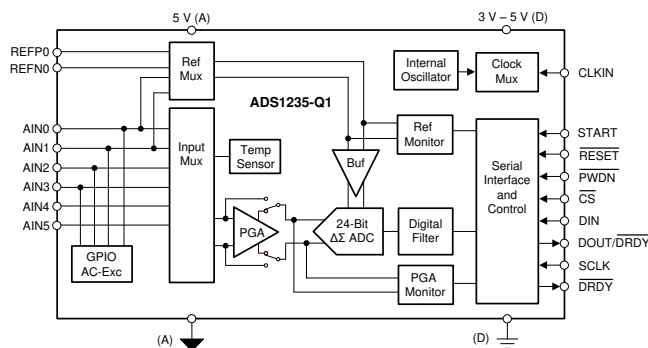 5 V (A)
3 V – 5 V (D)
REFP0
REFN0
Ref
Mux
Internal
Oscillator
Clock
Mux
CLKIN
ADS1235-Q1
AIN0
AIN1
AIN2
AIN3
AIN4
AIN5
Input
Mux
Temp
Sensor
Buf
Ref
Monitor
Serial
Interface
and
Control
START
RESET
PWDN
CS
DIN
DOUT/DRDY
SCLK
DRDY
PGA
24-Bit
ΔΣ ADC
Digital
Filter
GPIO
AC-Exc
PGA
Monitor
(A)
(D)